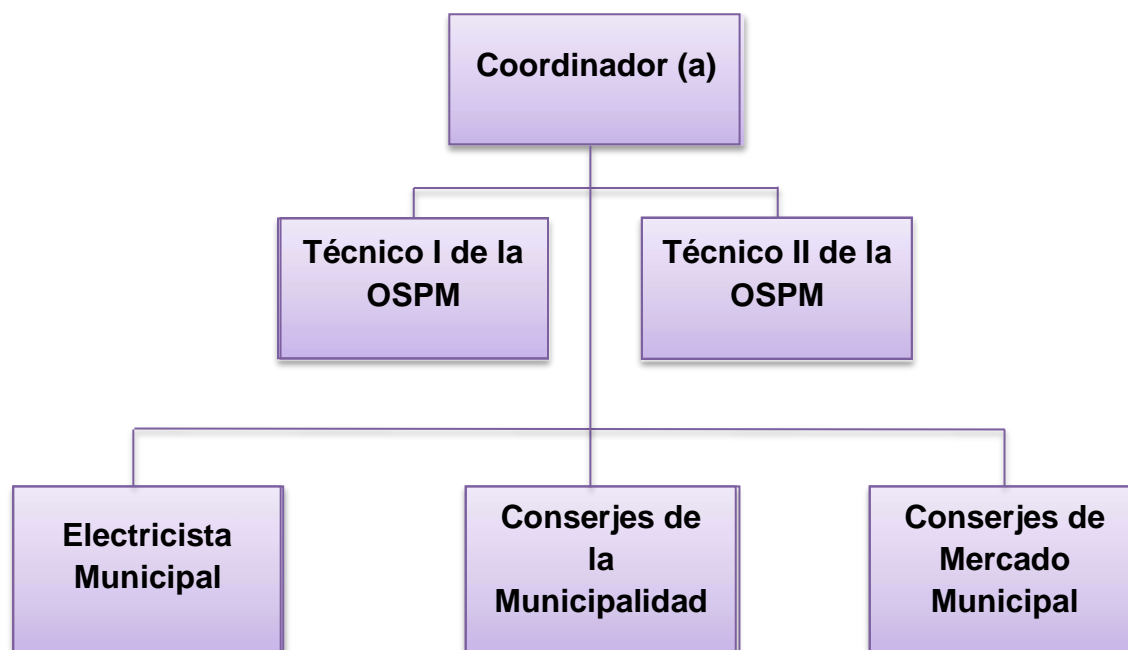 Coordinador (a)
Técnico I de la
OSPM
Técnico II de la
OSPM
Electricista
Municipal
Conserjes de
la
Municipalidad
Conserjes de
Mercado
Municipal